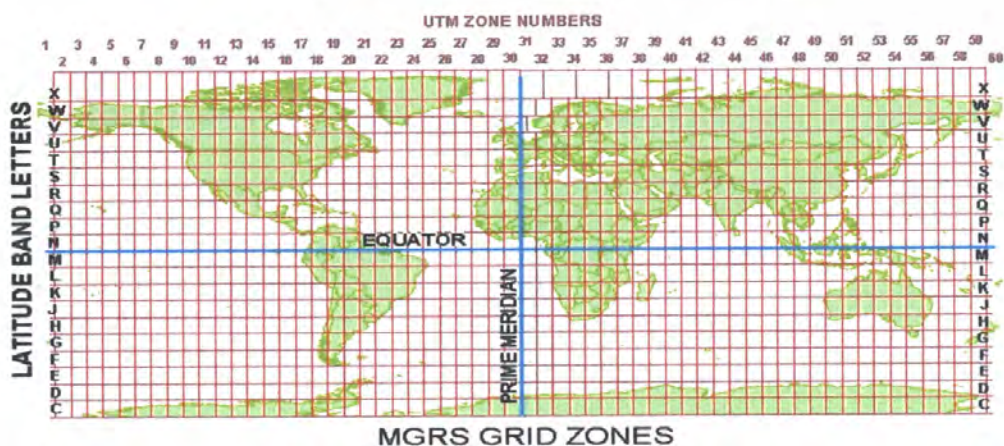 UTM ZONE NUMBERS
1 3 5 7 9 11 13 15 17 19 21 23 25 27 29 31 33 35 37 39 41 43 45 47 49 51 53 55 57 59
2 4 6 8 10 12 14 16 18 20 22 24 26 28 30 32 34 36 38 40 42 44 46 48 50 52 54 56 58 60
LATITUDE BAND LETTERS
X X
W W
V V
U U
T T
S S
R R
Q Q
P P
N N
EQUATOR
M M
L L
K K
J J
H H
G G
F F
E E
D D
C C
PRIME MERIDIAN
MGRS GRID ZONES